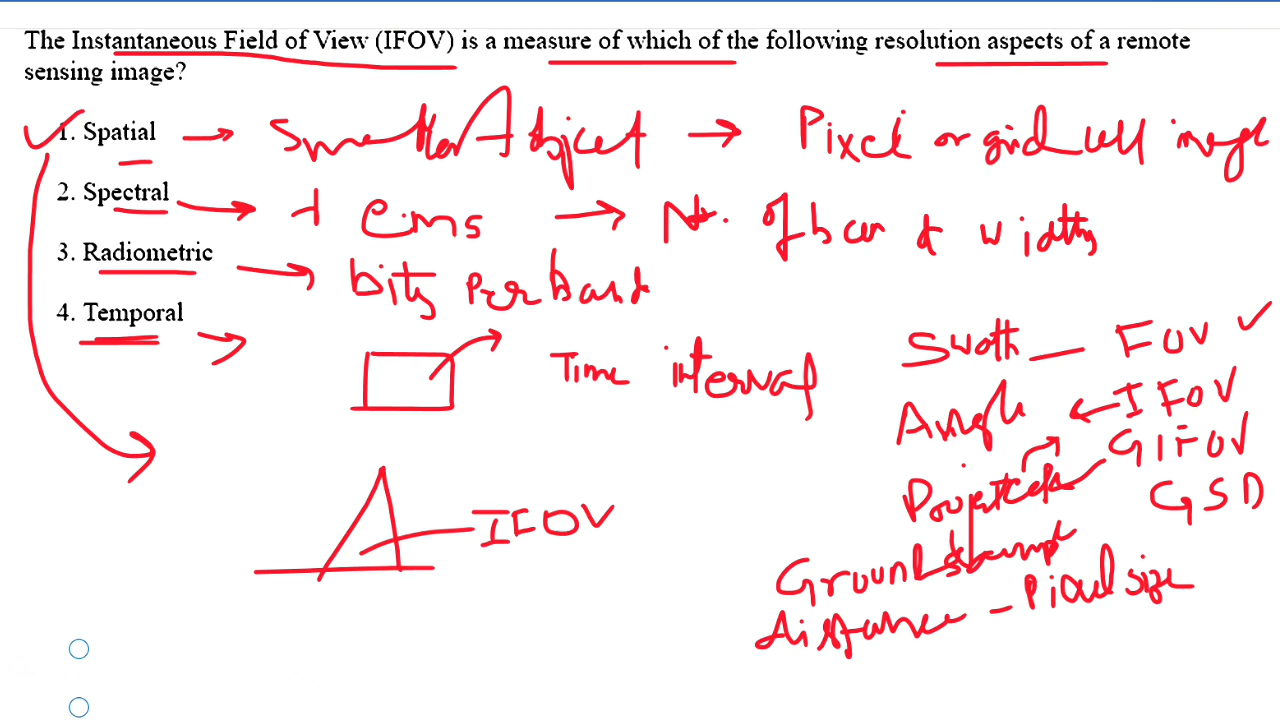 The Instantaneous Field of View (IFOV) is a measure of which of the following resolution aspects of a remote
sensing image?
1. Spatial → Smaller object → Pixel or grid cell image
2. Spectral → EMS → No. of ban & width
3. Radiometric → bits per band
4. Temporal → Time interval
Swath – FOV ✓
Angle ← IFOV
GIFOV
GSD
IFOV
Ground
distance – Pixel size